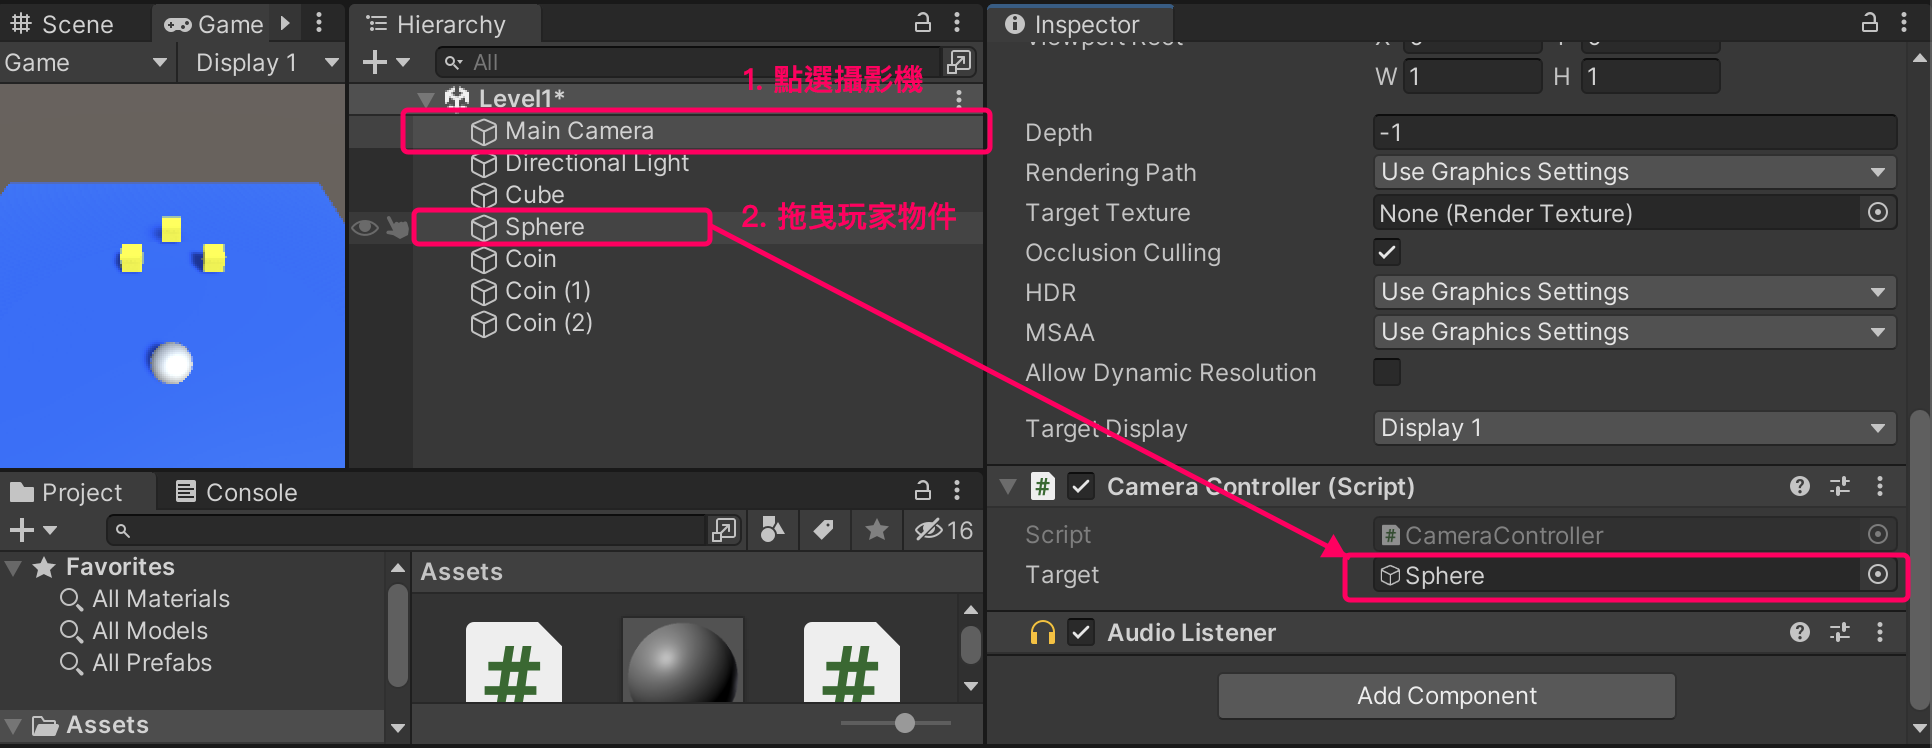 Scene
Game
Game
Display 1
Hierarchy
All
1. 點選攝影機
Level1*
Main Camera
Directional Light
Cube
2. 拖曳玩家物件
Sphere
Coin
Coin (1)
Coin (2)
Project
Console
16
Favorites
All Materials
All Models
All Prefabs
Assets
Assets
#
#
Inspector
Viewport Rect
W 1 H 1
Depth -1
Rendering Path Use Graphics Settings
Target Texture None (Render Texture)
Occlusion Culling
HDR Use Graphics Settings
MSAA Use Graphics Settings
Allow Dynamic Resolution
Target Display Display 1
# Camera Controller (Script)
Script # CameraController
Target Sphere
Audio Listener
Add Component